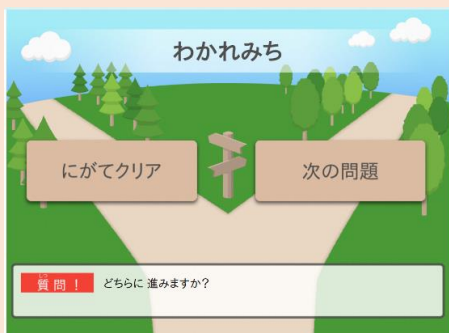 わかれみち
にがてクリア
次の問題
質問！ どちらに 進みますか？